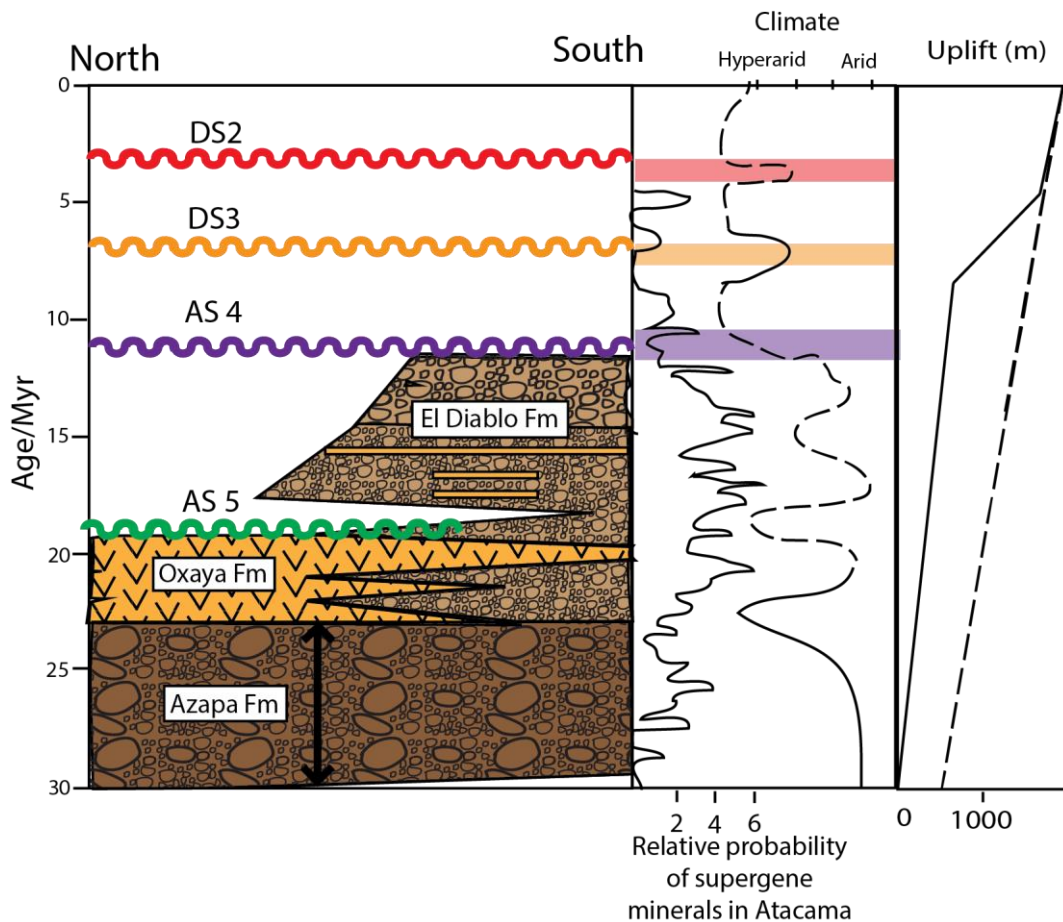 North
South
Climate
Hyperarid
Arid
Uplift (m)
0
5
10
15
20
25
30
Age/Myr
DS2
DS3
AS 4
AS 5
El Diablo Fm
Oxaya Fm
Azapa Fm
2 4 6
Relative probability
of supergene
minerals in Atacama
0 1000